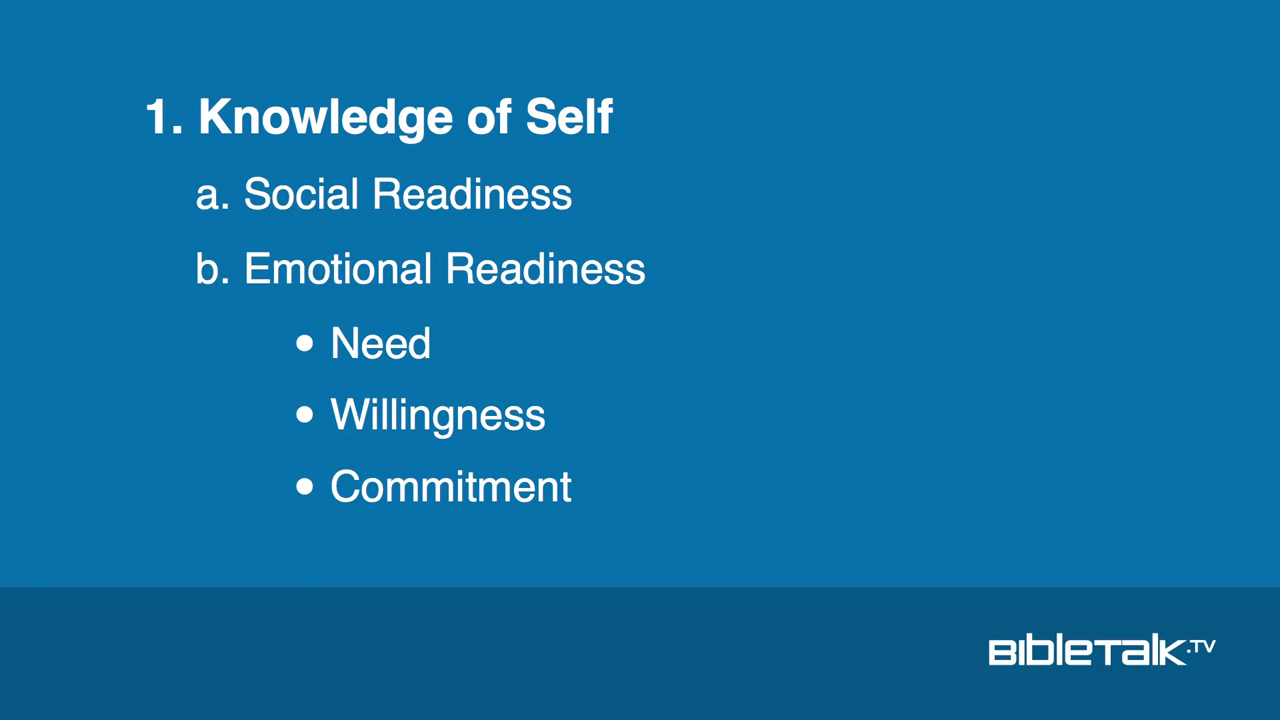 1. Knowledge of Self
a. Social Readiness
b. Emotional Readiness
• Need
• Willingness
• Commitment
BIBLETALK.TV